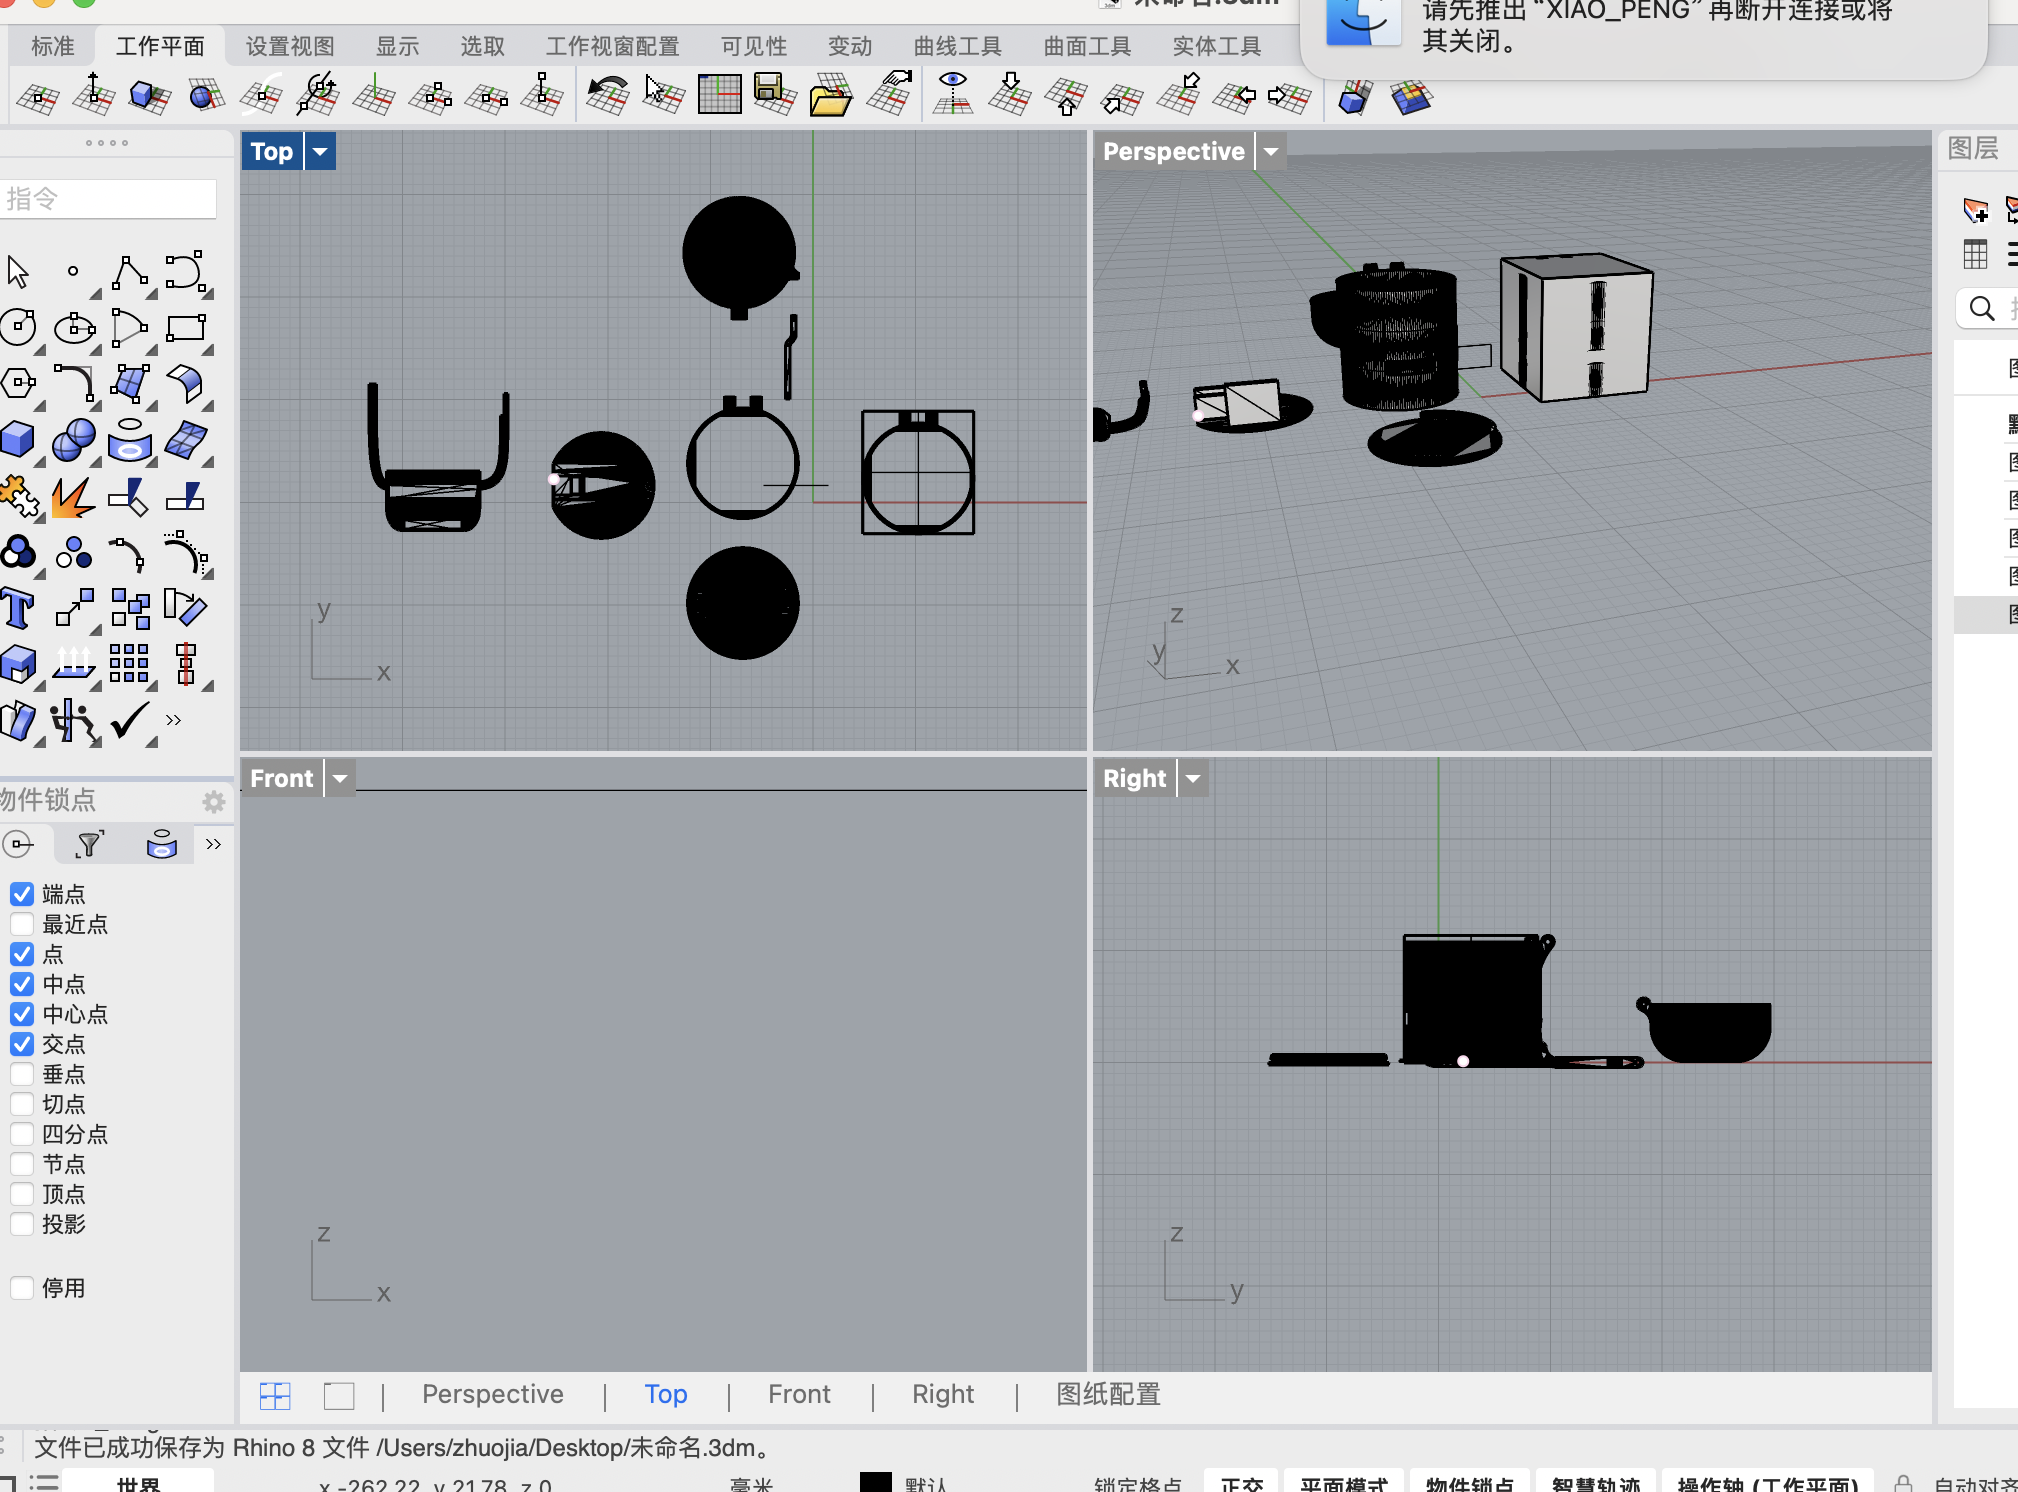 请先推出“XIAO_PENG”再断开连接或将
其关闭。
标准 工作平面 设置视图 显示 选取 工作视窗配置 可见性 变动 曲线工具 曲面工具 实体工具
指令
Top
Perspective
图层
y
x
z
y
x
Front
Right
物件锁点
端点
最近点
点
中点
中心点
交点
垂点
切点
四分点
节点
顶点
投影
停用
z
x
z
y
Perspective | Top | Front | Right | 图纸配置
文件已成功保存为 Rhino 8 文件 /Users/zhuojia/Desktop/未命名.3dm。
世界 x -262.22 y 21.78 z 0 毫米 默认 锁定格点 正交 平面模式 物件锁点 智慧轨迹 操作轴 (工作平面) 自动对齐